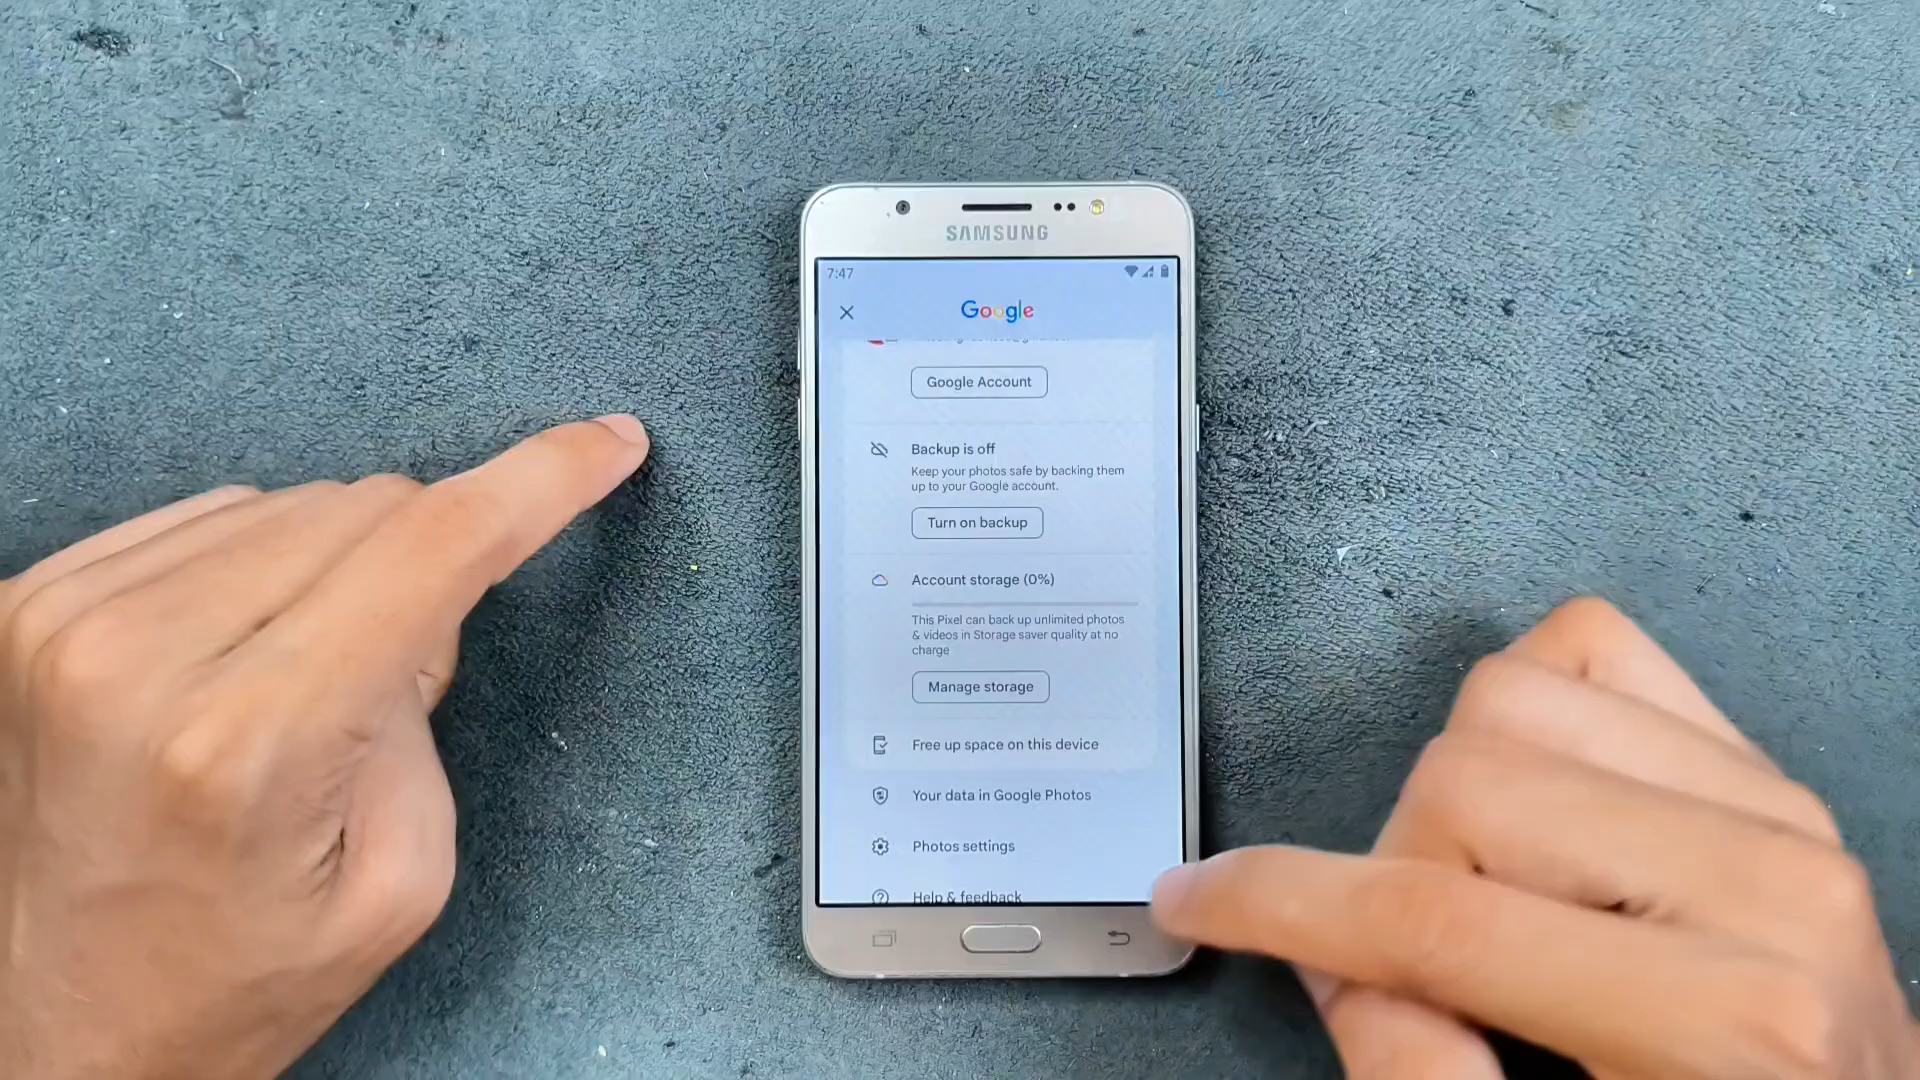 SAMSUNG
7:47
Google
Google Account
Backup is off
Keep your photos safe by backing them
up to your Google account.
Turn on backup
Account storage (0%)
This Pixel can back up unlimited photos
& videos in Storage saver quality at no
charge
Manage storage
Free up space on this device
Your data in Google Photos
Photos settings
Help & feedback